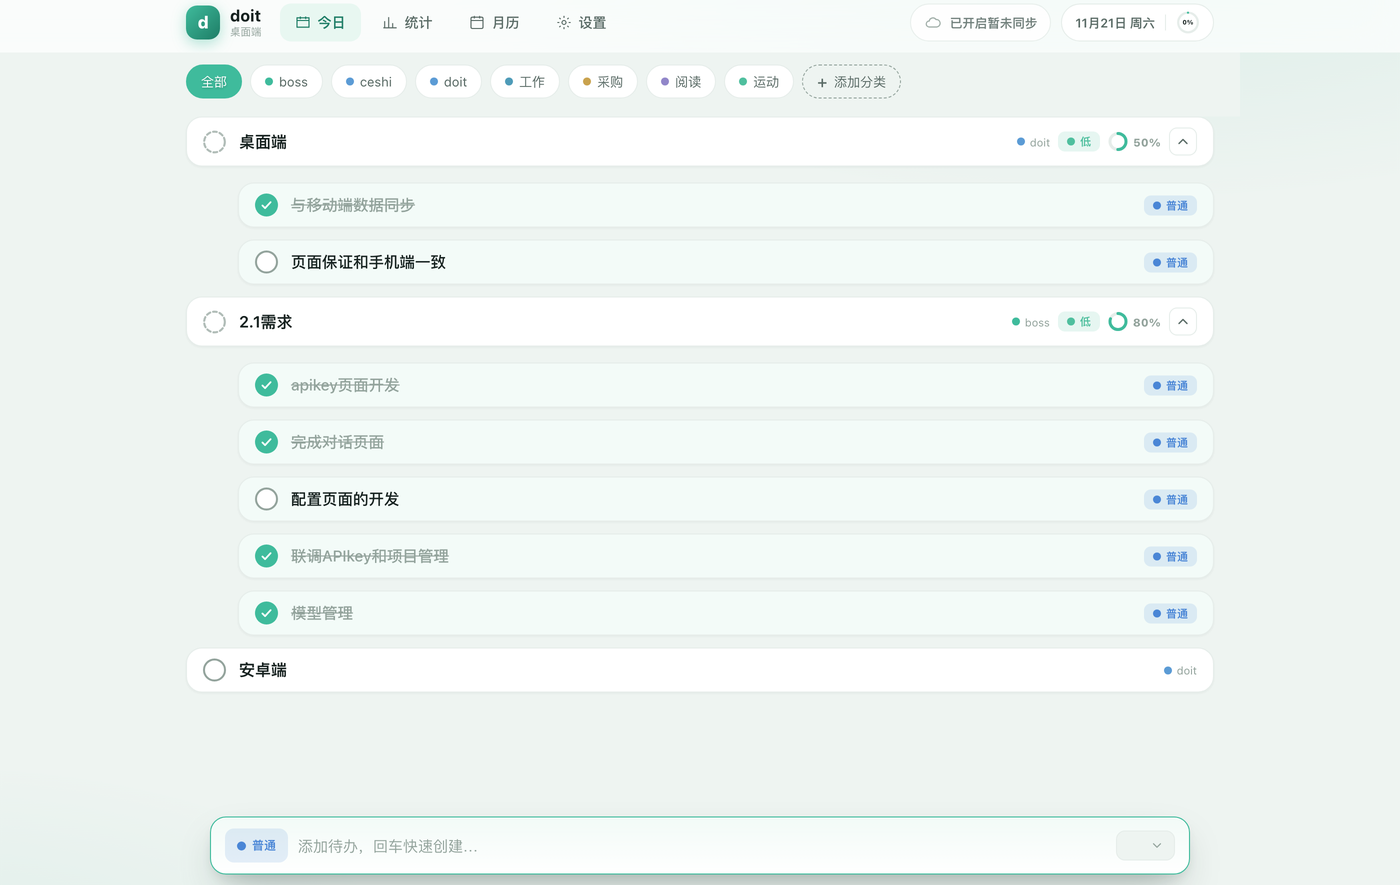 d doit 桌面端 今日 统计 月历 设置 已开启暂未同步 11月21日 周六 0%
全部 boss ceshi doit 工作 采购 阅读 运动 + 添加分类
桌面端 doit 低 50%
与移动端数据同步 普通
页面保证和手机端一致 普通
2.1需求 boss 低 80%
apikey页面开发 普通
完成对话页面 普通
配置页面的开发 普通
联调APIkey和项目管理 普通
模型管理 普通
安卓端 doit
普通 添加待办，回车快速创建...